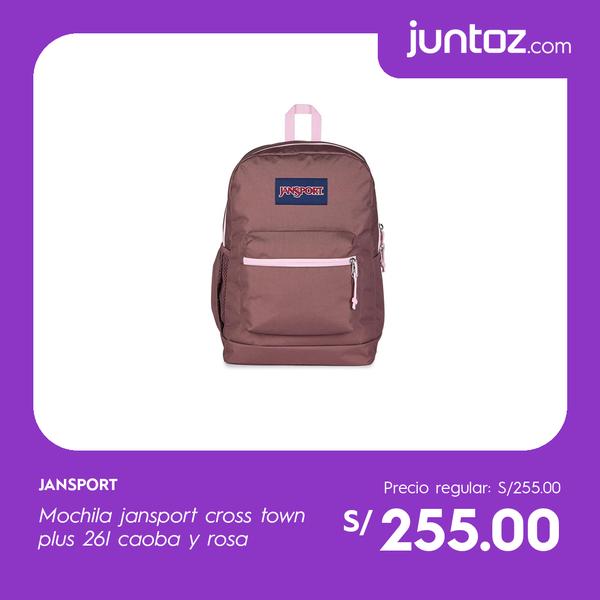 juntoz.com
JANSPORT
JANSPORT
Mochila jansport cross town
plus 26l caoba y rosa
Precio regular: S/255.00
S/ 255.00